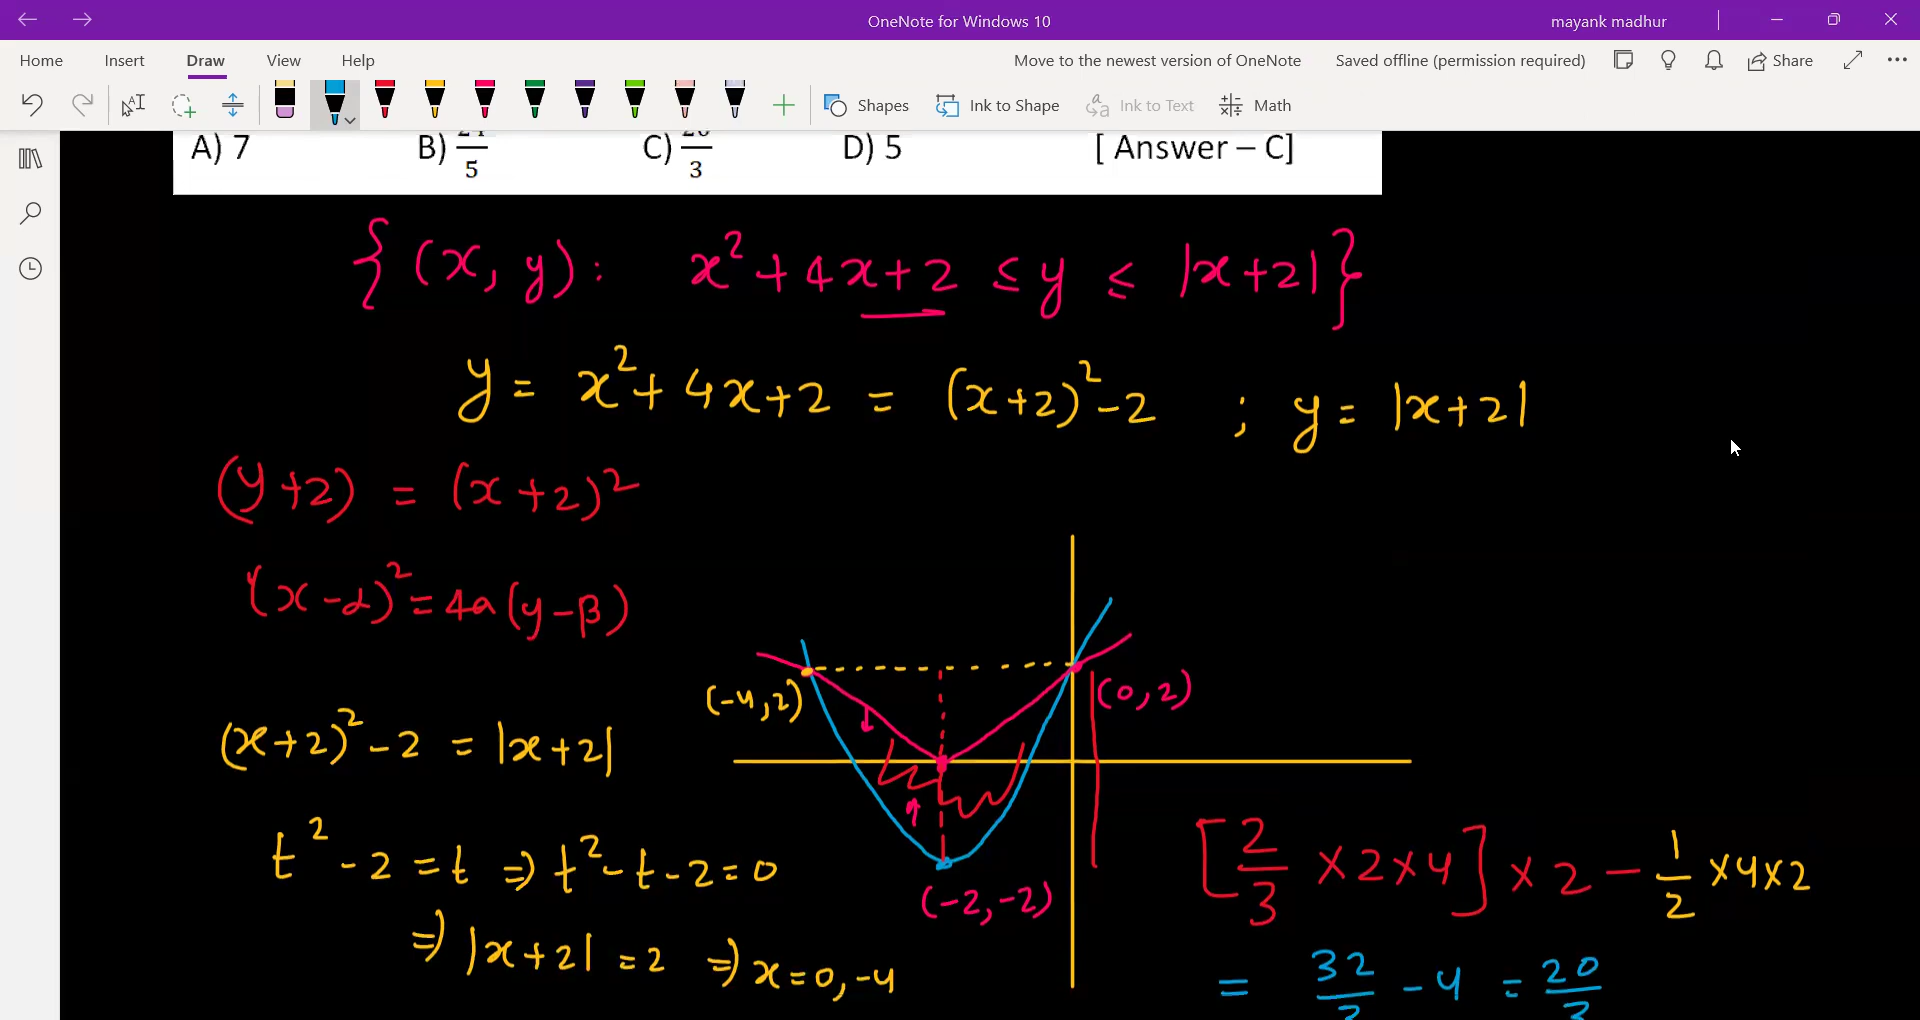 OneNote for Windows 10
mayank madhur
Home Insert Draw View Help
Move to the newest version of OneNote Saved offline (permission required) Share
Shapes Ink to Shape Ink to Text Math
A) 7 B) 24/5 C) 20/3 D) 5 [ Answer – C]
{(x, y): x²+4x+2 ≤ y ≤ |x+2|}
y = x²+4x+2 = (x+2)²-2 ; y = |x+2|
(y+2) = (x+2)²
(x-α)² = 4a(y-β)
(-4,2)
(0,2)
(x+2)²-2 = |x+2|
t²-2 = t ⇒ t²-t-2=0
(-2,-2)
[2/3 ×2×4] ×2 - 1/2 ×4×2
⇒ |x+2| = 2 ⇒ x=0,-4
= 32/3 - 4 = 20/3